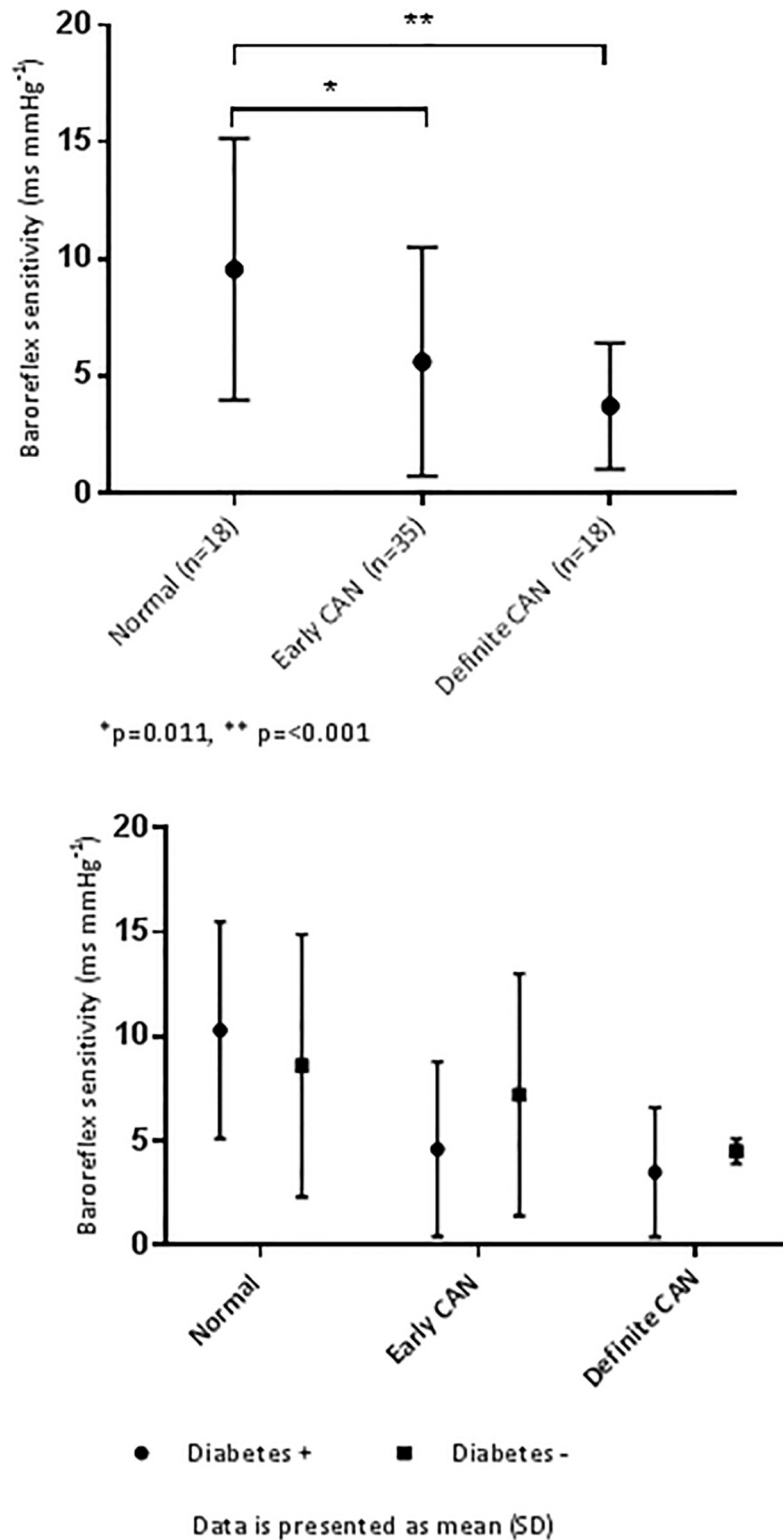 20
**
*
15
10
5
0
Baroreflex sensitivity (ms mmHg⁻¹)
Normal (n=18)
Early CAN (n=35)
Definite CAN (n=18)
*p=0.011, ** p=<0.001
20
15
10
5
0
Baroreflex sensitivity (ms mmHg⁻¹)
Normal
Early CAN
Definite CAN
Diabetes +
Diabetes -
Data is presented as mean (SD)